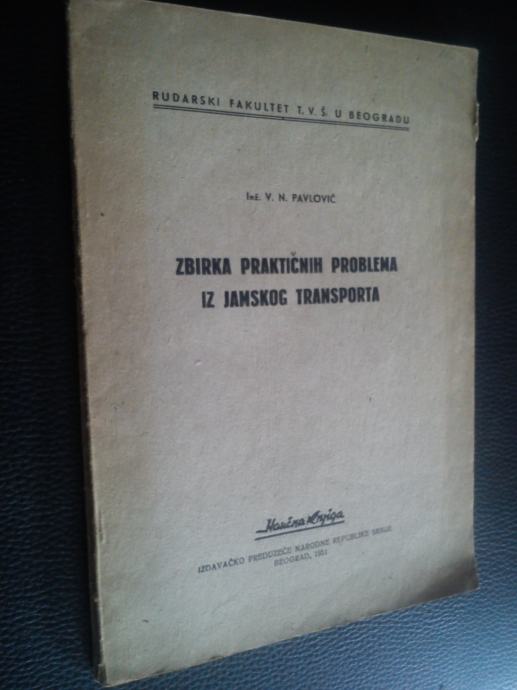 RUDARSKI FAKULTET T. V. Š. U BEOGRADU
Inž. V. N. PAVLOVIĆ
ZBIRKA PRAKTIČNIH PROBLEMA
IZ JAMSKOG TRANSPORTA
Naučna knjiga
IZDAVAČKO PREDUZEĆE NARODNE REPUBLIKE SRBIJE
BEOGRAD, 1951